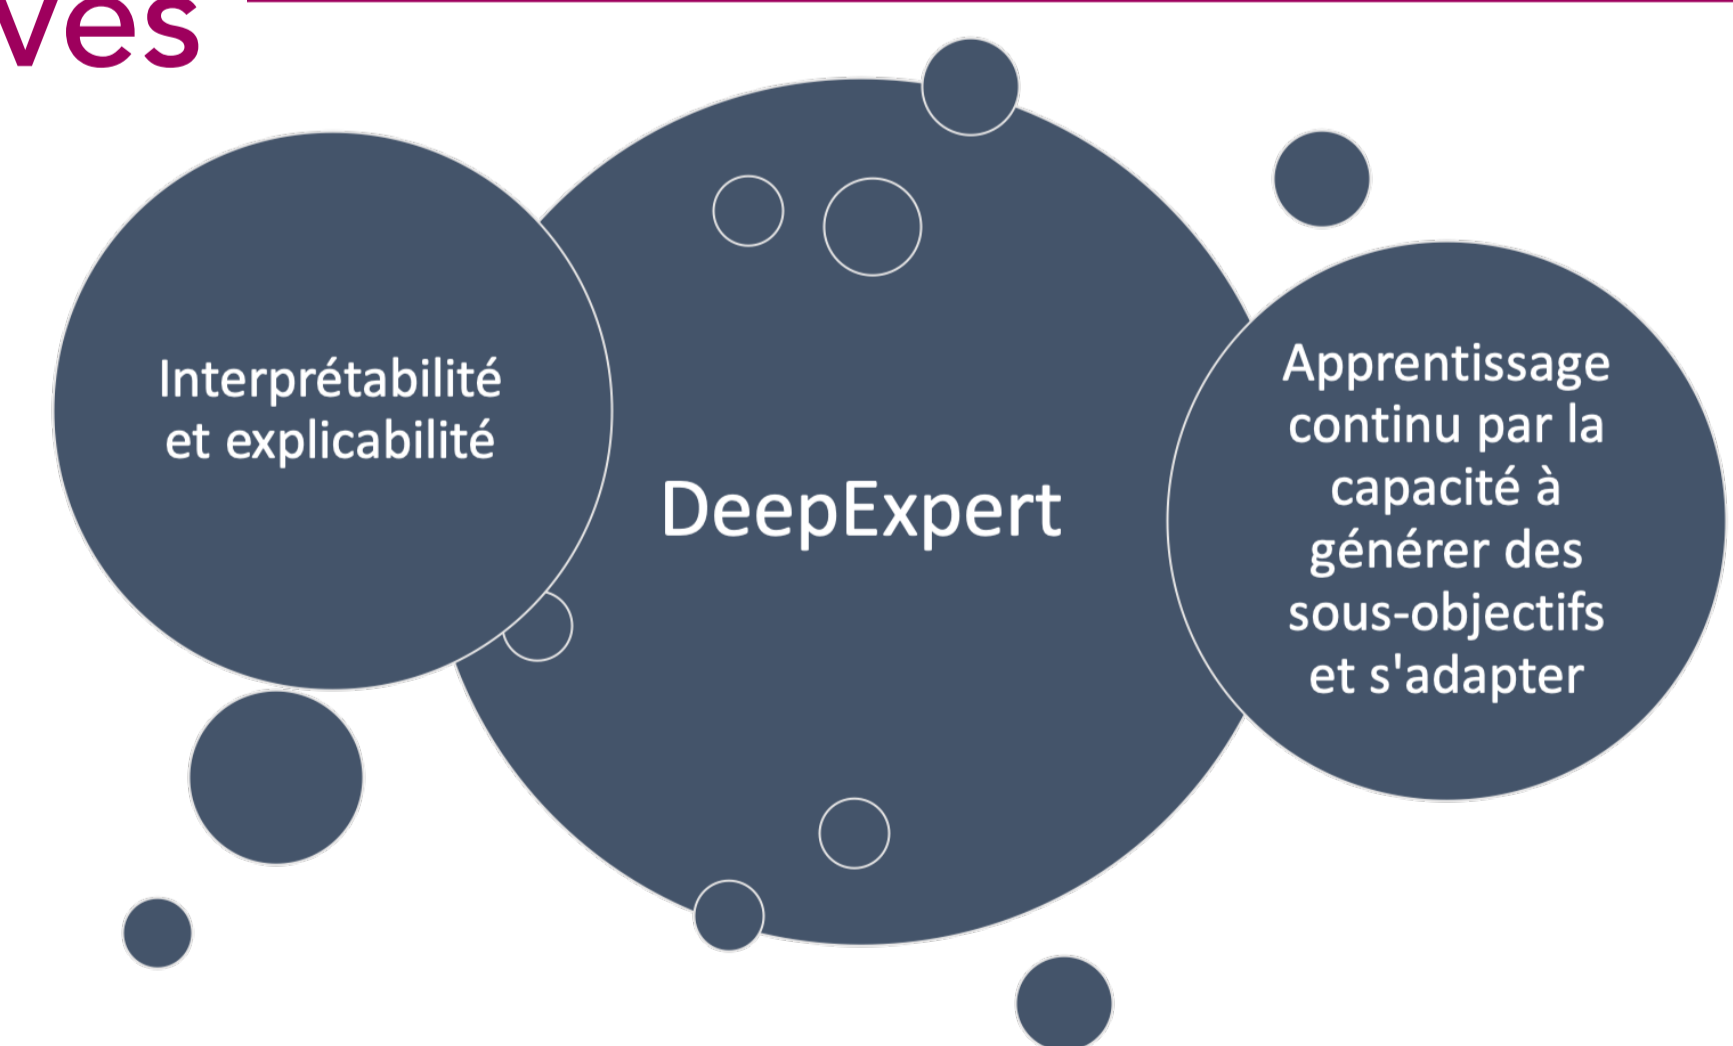 ves
Interprétabilité
et explicabilité
DeepExpert
Apprentissage
continu par la
capacité à
générer des
sous-objectifs
et s'adapter